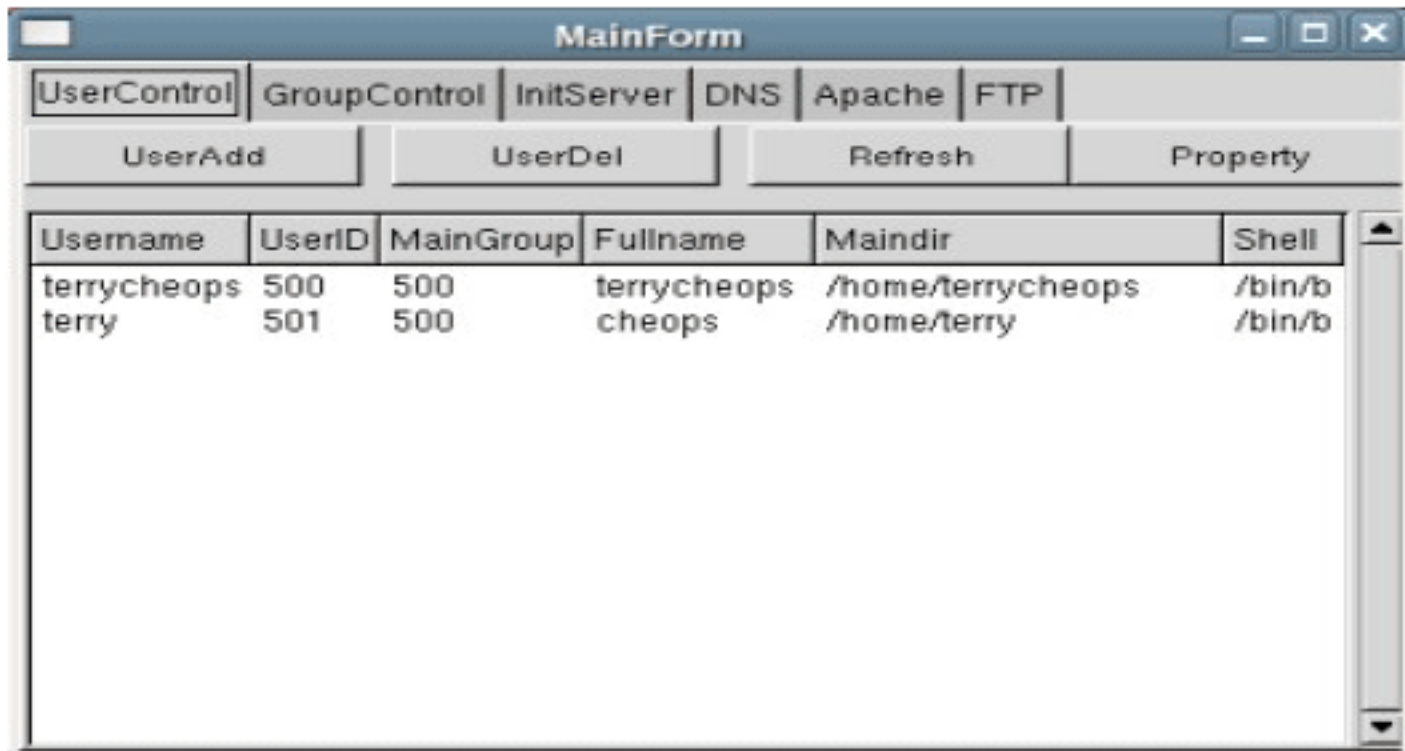 MainForm
UserControl GroupControl InitServer DNS Apache FTP
UserAdd UserDel Refresh Property
Username UserID MainGroup Fullname Maindir Shell
terrycheops 500 500 terrycheops /home/terrycheops /bin/b
terry 501 500 cheops /home/terry /bin/b